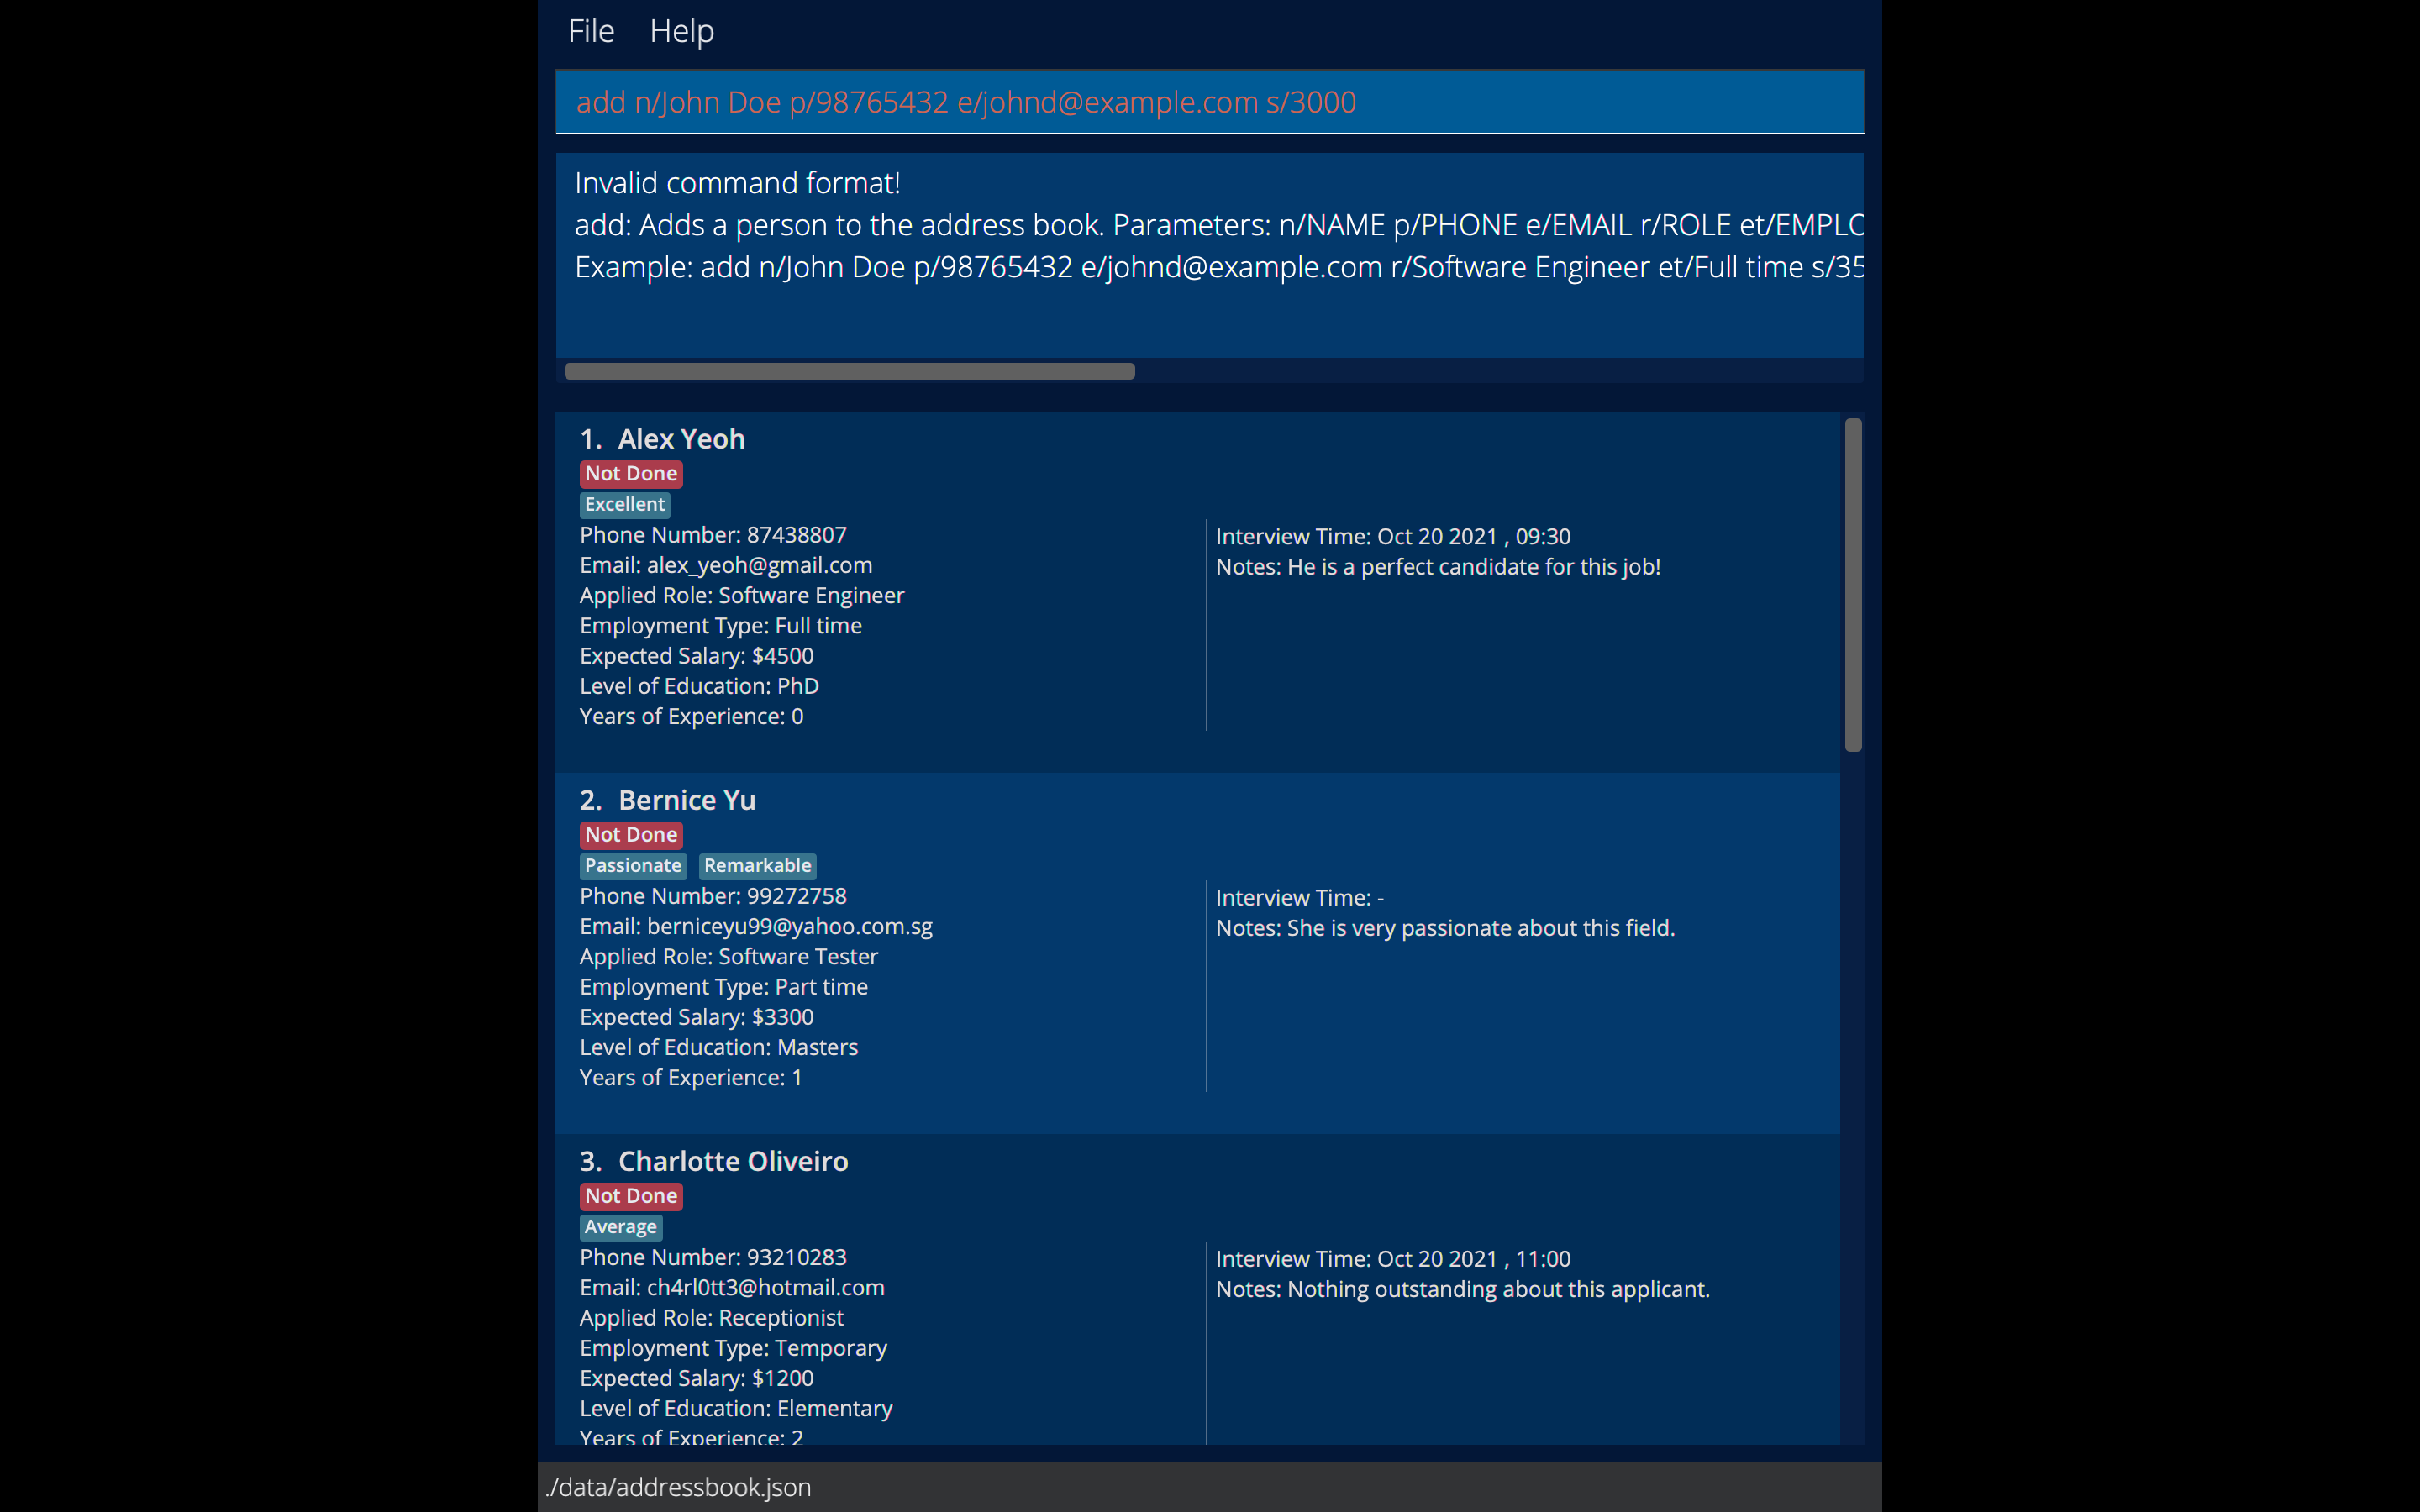 File Help
add n/John Doe p/98765432 e/johnd@example.com s/3000
Invalid command format!
add: Adds a person to the address book. Parameters: n/NAME p/PHONE e/EMAIL r/ROLE et/EMPLO
Example: add n/John Doe p/98765432 e/johnd@example.com r/Software Engineer et/Full time s/35
1. Alex Yeoh
Not Done
Excellent
Phone Number: 87438807
Email: alex_yeoh@gmail.com
Applied Role: Software Engineer
Employment Type: Full time
Expected Salary: $4500
Level of Education: PhD
Years of Experience: 0
Interview Time: Oct 20 2021 , 09:30
Notes: He is a perfect candidate for this job!
2. Bernice Yu
Not Done
Passionate Remarkable
Phone Number: 99272758
Email: berniceyu99@yahoo.com.sg
Applied Role: Software Tester
Employment Type: Part time
Expected Salary: $3300
Level of Education: Masters
Years of Experience: 1
Interview Time: -
Notes: She is very passionate about this field.
3. Charlotte Oliveiro
Not Done
Average
Phone Number: 93210283
Email: ch4rl0tt3@hotmail.com
Applied Role: Receptionist
Employment Type: Temporary
Expected Salary: $1200
Level of Education: Elementary
Years of Experience: 2
Interview Time: Oct 20 2021 , 11:00
Notes: Nothing outstanding about this applicant.
./data/addressbook.json